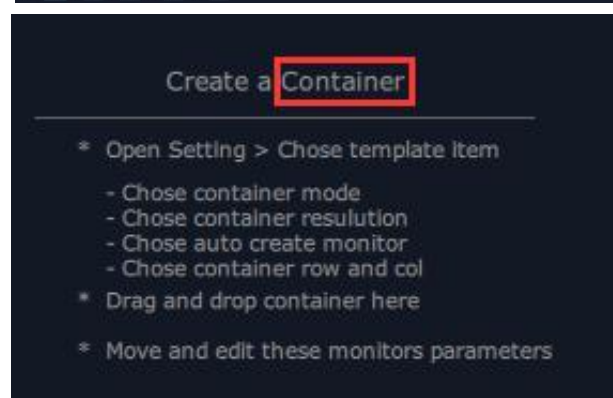 Create a Container
* Open Setting > Chose template item
- Chose container mode
- Chose container resulution
- Chose auto create monitor
- Chose container row and col
* Drag and drop container here
* Move and edit these monitors parameters